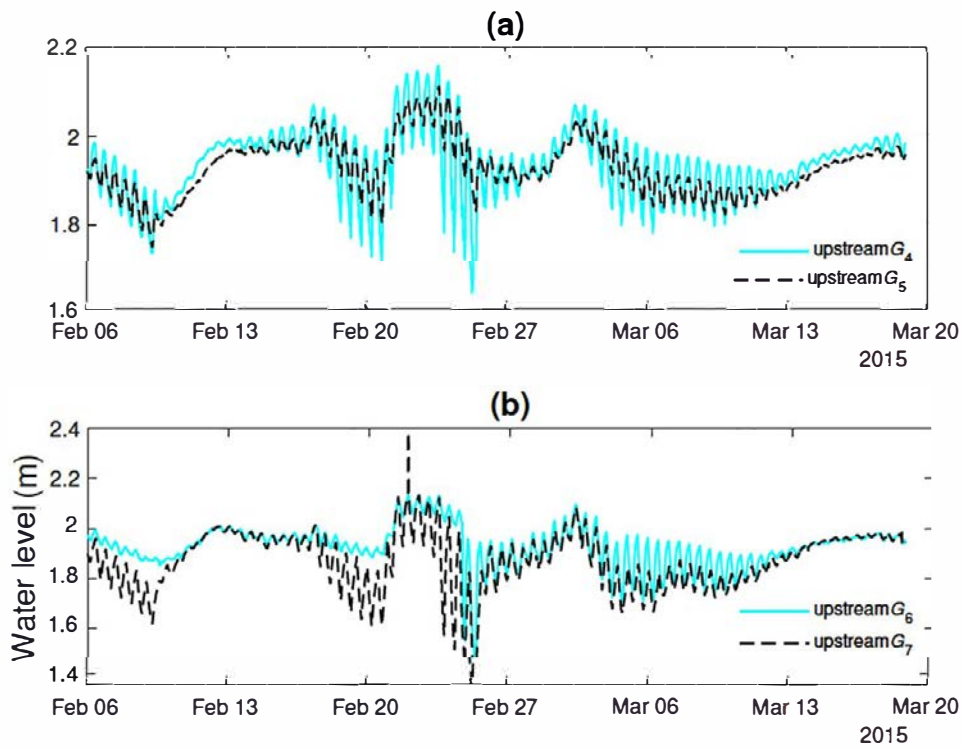 (a)
2.2
2
1.8
1.6
upstream G4
upstream G5
Feb 06 Feb 13 Feb 20 Feb 27 Mar 06 Mar 13 Mar 20
2015
(b)
Water level (m)
2.4
2.2
2
1.8
1.6
1.4
upstream G6
upstream G7
Feb 06 Feb 13 Feb 20 Feb 27 Mar 06 Mar 13 Mar 20
2015